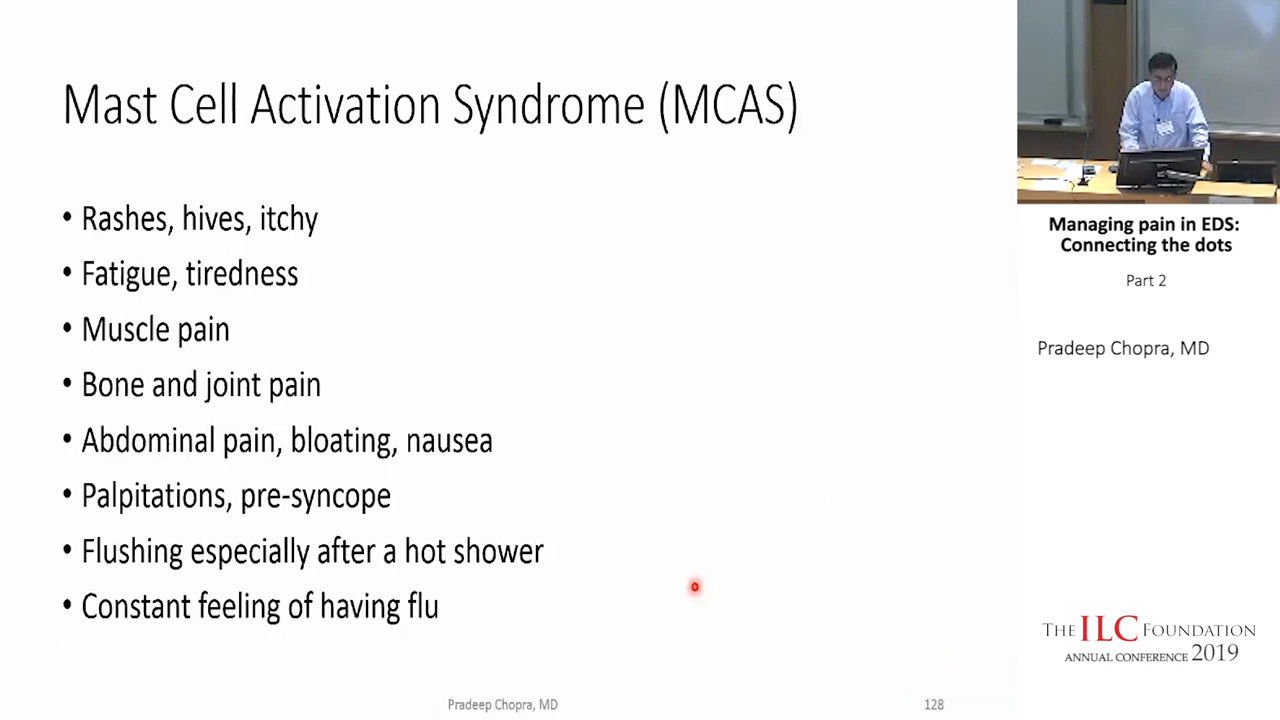 Mast Cell Activation Syndrome (MCAS)
• Rashes, hives, itchy
• Fatigue, tiredness
• Muscle pain
• Bone and joint pain
• Abdominal pain, bloating, nausea
• Palpitations, pre-syncope
• Flushing especially after a hot shower
• Constant feeling of having flu
Pradeep Chopra, MD
128
Managing pain in EDS:
Connecting the dots
Part 2
Pradeep Chopra, MD
THE ILC FOUNDATION
ANNUAL CONFERENCE 2019